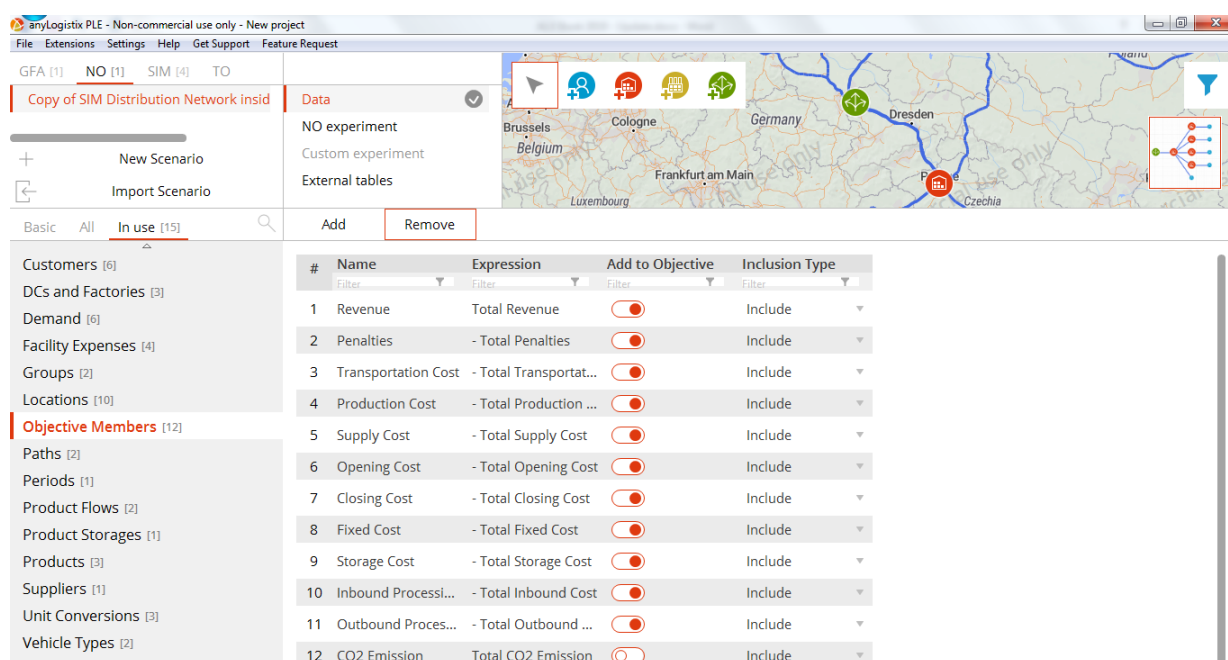 anyLogistix PLE - Non-commercial use only - New project
File Extensions Settings Help Get Support Feature Request
GFA [1] NO [1] SIM [4] TO
Copy of SIM Distribution Network insid
New Scenario
Import Scenario
Data
NO experiment
Custom experiment
External tables
Brussels
Belgium
Cologne
Germany
Dresden
Frankfurt am Main
Luxembourg
Czechia
Basic All In use [15]
Add Remove
Customers [6]
DCs and Factories [3]
Demand [6]
Facility Expenses [4]
Groups [2]
Locations [10]
Objective Members [12]
Paths [2]
Periods [1]
Product Flows [2]
Product Storages [1]
Products [3]
Suppliers [1]
Unit Conversions [3]
Vehicle Types [2]
# Name Expression Add to Objective Inclusion Type
Filter Filter Filter Filter
1 Revenue Total Revenue Include
2 Penalties - Total Penalties Include
3 Transportation Cost - Total Transportat... Include
4 Production Cost - Total Production ... Include
5 Supply Cost - Total Supply Cost Include
6 Opening Cost - Total Opening Cost Include
7 Closing Cost - Total Closing Cost Include
8 Fixed Cost - Total Fixed Cost Include
9 Storage Cost - Total Storage Cost Include
10 Inbound Processi... - Total Inbound Cost Include
11 Outbound Proces... - Total Outbound ... Include
12 CO2 Emission Total CO2 Emission Include